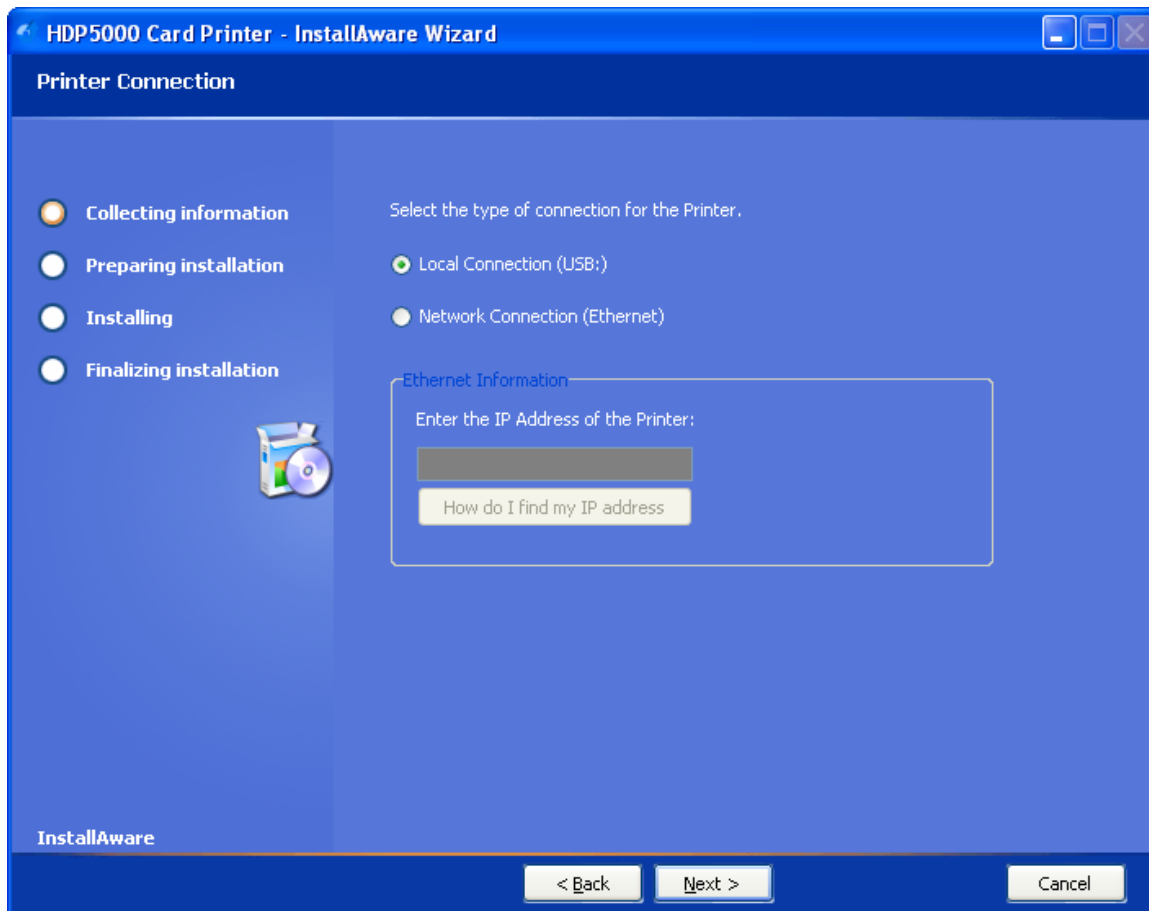 HDP5000 Card Printer - InstallAware Wizard
Printer Connection
Collecting information
Preparing installation
Installing
Finalizing installation
Select the type of connection for the Printer.
Local Connection (USB:)
Network Connection (Ethernet)
Ethernet Information
Enter the IP Address of the Printer:
How do I find my IP address
InstallAware
< Back
Next >
Cancel